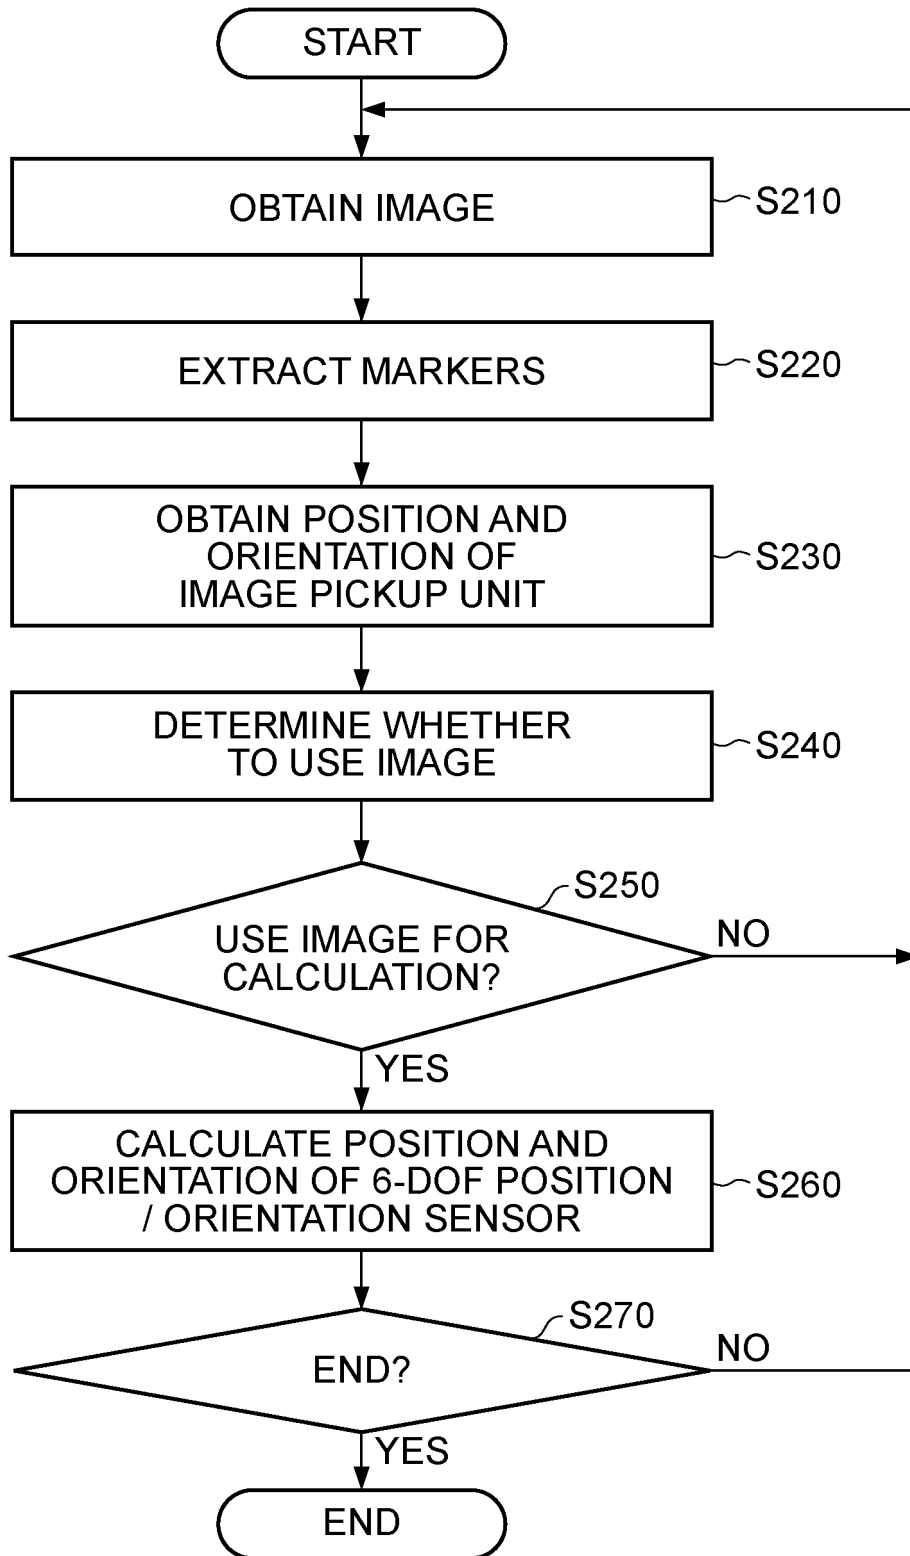 START
OBTAIN IMAGE
S210
EXTRACT MARKERS
S220
OBTAIN POSITION AND
ORIENTATION OF
IMAGE PICKUP UNIT
S230
DETERMINE WHETHER
TO USE IMAGE
S240
S250
USE IMAGE FOR
CALCULATION?
NO
YES
CALCULATE POSITION AND
ORIENTATION OF 6-DOF POSITION
/ ORIENTATION SENSOR
S260
S270
END?
NO
YES
END